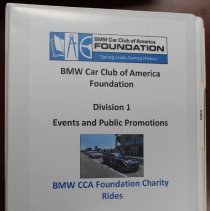 BMW Car Club of America
FOUNDATION
Saving Lives, Saving History
BMW Car Club of America
Foundation
Division 1
Events and Public Promotions
BMW CCA Foundation Charity
Rides